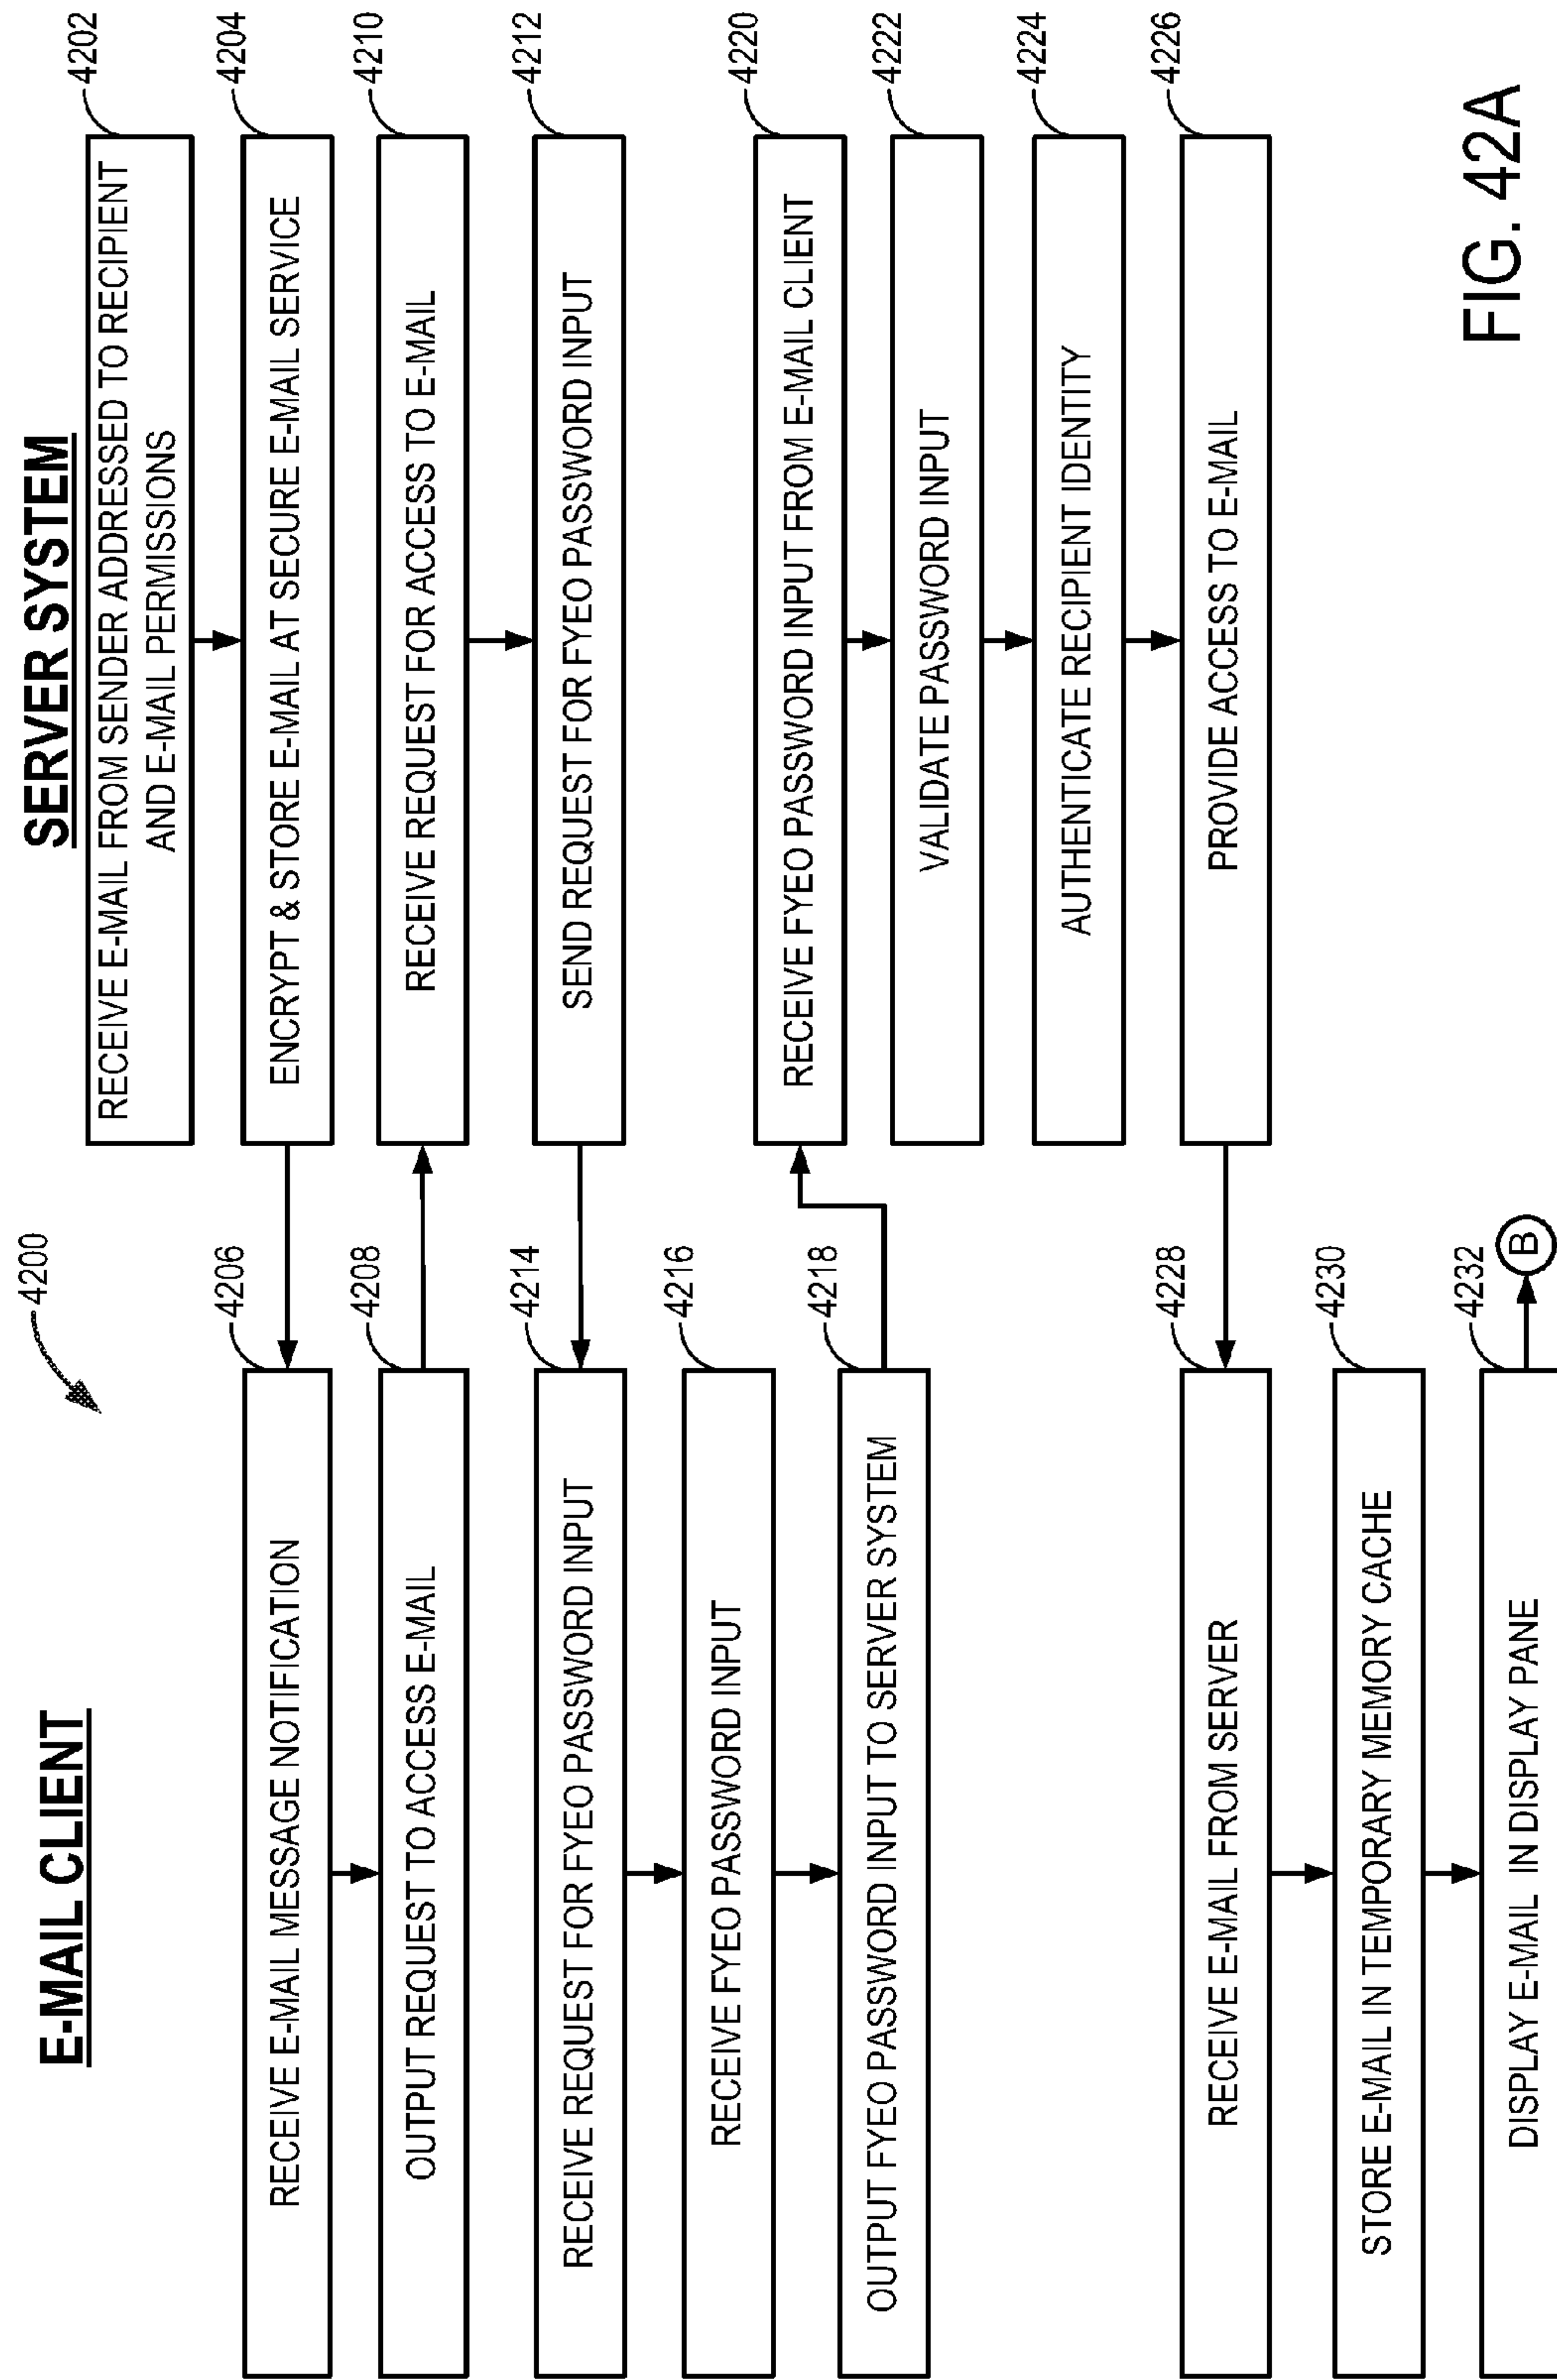 4200
E-MAIL CLIENT
SERVER SYSTEM
RECEIVE E-MAIL FROM SENDER ADDRESSED TO RECIPIENT
AND E-MAIL PERMISSIONS
4202
ENCRYPT & STORE E-MAIL AT SECURE E-MAIL SERVICE
4204
RECEIVE E-MAIL MESSAGE NOTIFICATION
4206
OUTPUT REQUEST TO ACCESS E-MAIL
4208
RECEIVE REQUEST FOR ACCESS TO E-MAIL
4210
SEND REQUEST FOR FYEO PASSWORD INPUT
4212
RECEIVE REQUEST FOR FYEO PASSWORD INPUT
4214
RECEIVE FYEO PASSWORD INPUT
4216
OUTPUT FYEO PASSWORD INPUT TO SERVER SYSTEM
4218
RECEIVE FYEO PASSWORD INPUT FROM E-MAIL CLIENT
4220
VALIDATE PASSWORD INPUT
4222
AUTHENTICATE RECIPIENT IDENTITY
4224
PROVIDE ACCESS TO E-MAIL
4226
RECEIVE E-MAIL FROM SERVER
4228
STORE E-MAIL IN TEMPORARY MEMORY CACHE
4230
DISPLAY E-MAIL IN DISPLAY PANE
4232
B
FIG. 42A